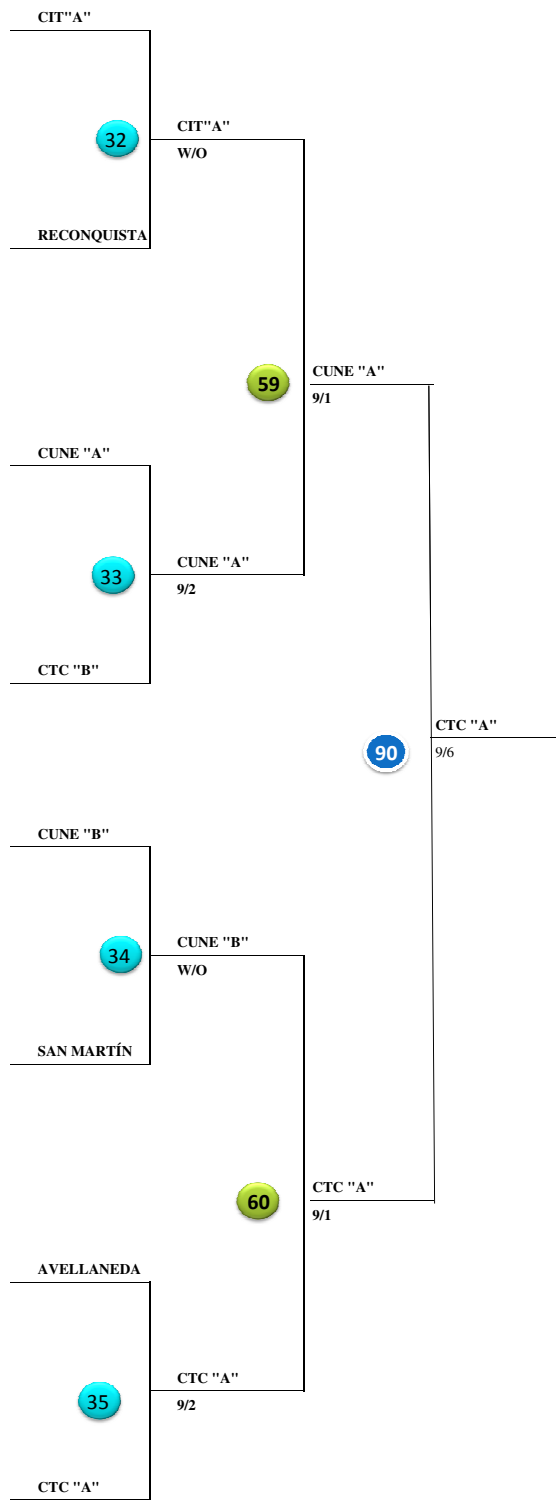 CIT"A"
32
CIT"A"
W/O
RECONQUISTA
59
CUNE "A"
9/1
CUNE "A"
33
CUNE "A"
9/2
CTC "B"
90
CTC "A"
9/6
CUNE "B"
34
CUNE "B"
W/O
SAN MARTÍN
60
CTC "A"
9/1
AVELLANEDA
35
CTC "A"
9/2
CTC "A"